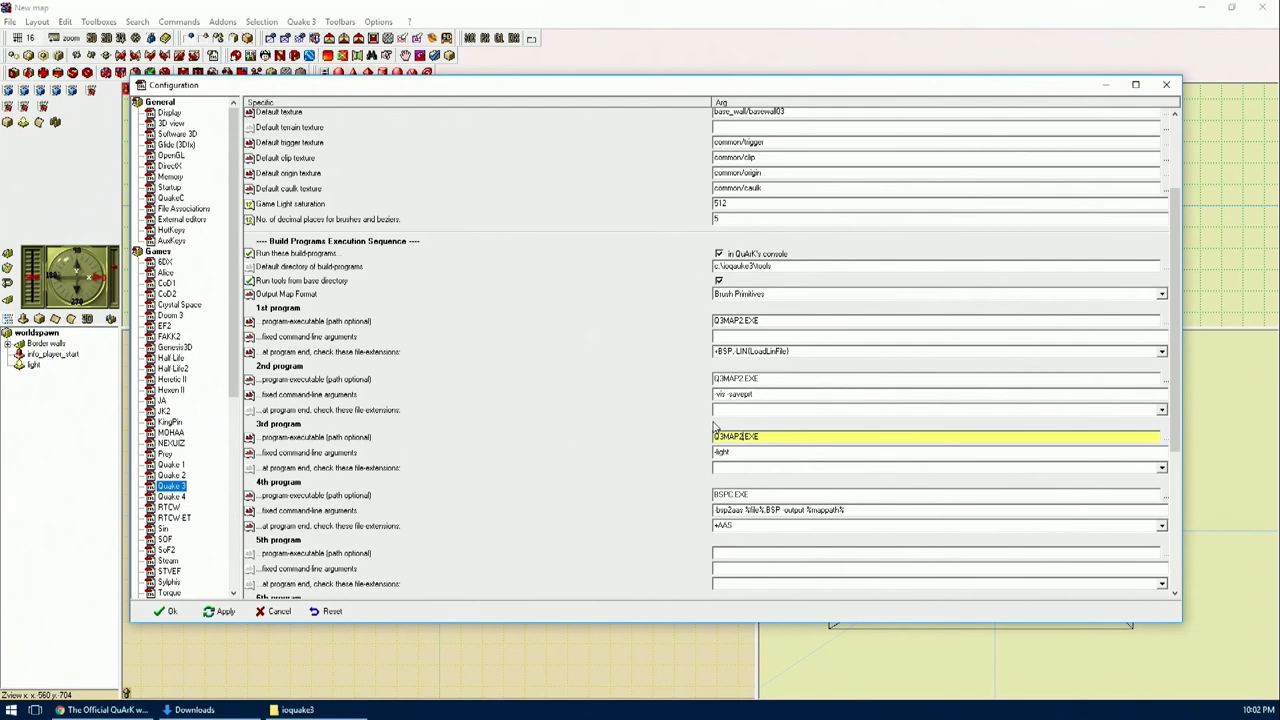 New map
File Layout Edit Toolboxes Search Commands Addons Selection Quake 3 Toolbars Options ?
16 zoom
Configuration
General
Display
3D view
Software 3D
Glide (3Dfx)
OpenGL
DirectX
Memory
Startup
QuakeC
File Associations
External editors
HotKeys
AuxKeys
Games
6DX
Alice
CoD1
CoD2
Crystal Space
Doom 3
EF2
FAKK2
Genesis3D
Half-Life
Half-Life2
Heretic II
Hexen II
JA
JK2
KingPin
MOHAA
NEXUIZ
Prey
Quake 1
Quake 2
Quake 3
Quake 4
RTCW
RTCW-ET
Sin
SOF
SoF2
Steam
STVEF
Sylphis
Torque
Specific Arg
Default texture base_wall/basewall03
Default terrain texture
Default trigger texture common/trigger
Default clip texture common/clip
Default origin texture common/origin
Default caulk texture common/caulk
Game Light saturation 512
No. of decimal places for brushes and beziers. 5
---- Build Programs Execution Sequence ----
Run these build-programs... in QuArK's console
Default directory of build-programs c:\ioqauke3\tools
Run tools from base directory
Output Map Format Brush Primitives
1st program
...program-executable (path optional) Q3MAP2.EXE
...fixed command-line arguments
...at program end, check these file-extensions: +BSP,-LIN(LoadLinFile)
2nd program
...program-executable (path optional) Q3MAP2.EXE
...fixed command-line arguments -vis -saveprt
...at program end, check these file-extensions:
3rd program
...program-executable (path optional) Q3MAP2.EXE
...fixed command-line arguments -light
...at program end, check these file-extensions:
4th program
...program-executable (path optional) BSPC.EXE
...fixed command-line arguments -bsp2aas %file%.BSP -output %mappath%
...at program end, check these file-extensions: +AAS
5th program
...program-executable (path optional)
...fixed command-line arguments
...at program end, check these file-extensions:
6th program
Ok Apply Cancel Reset
worldspawn
Border walls
info_player_start
light
Zview x:-560 y:-704
The Official QuArK w... Downloads ioquake3 10:02 PM